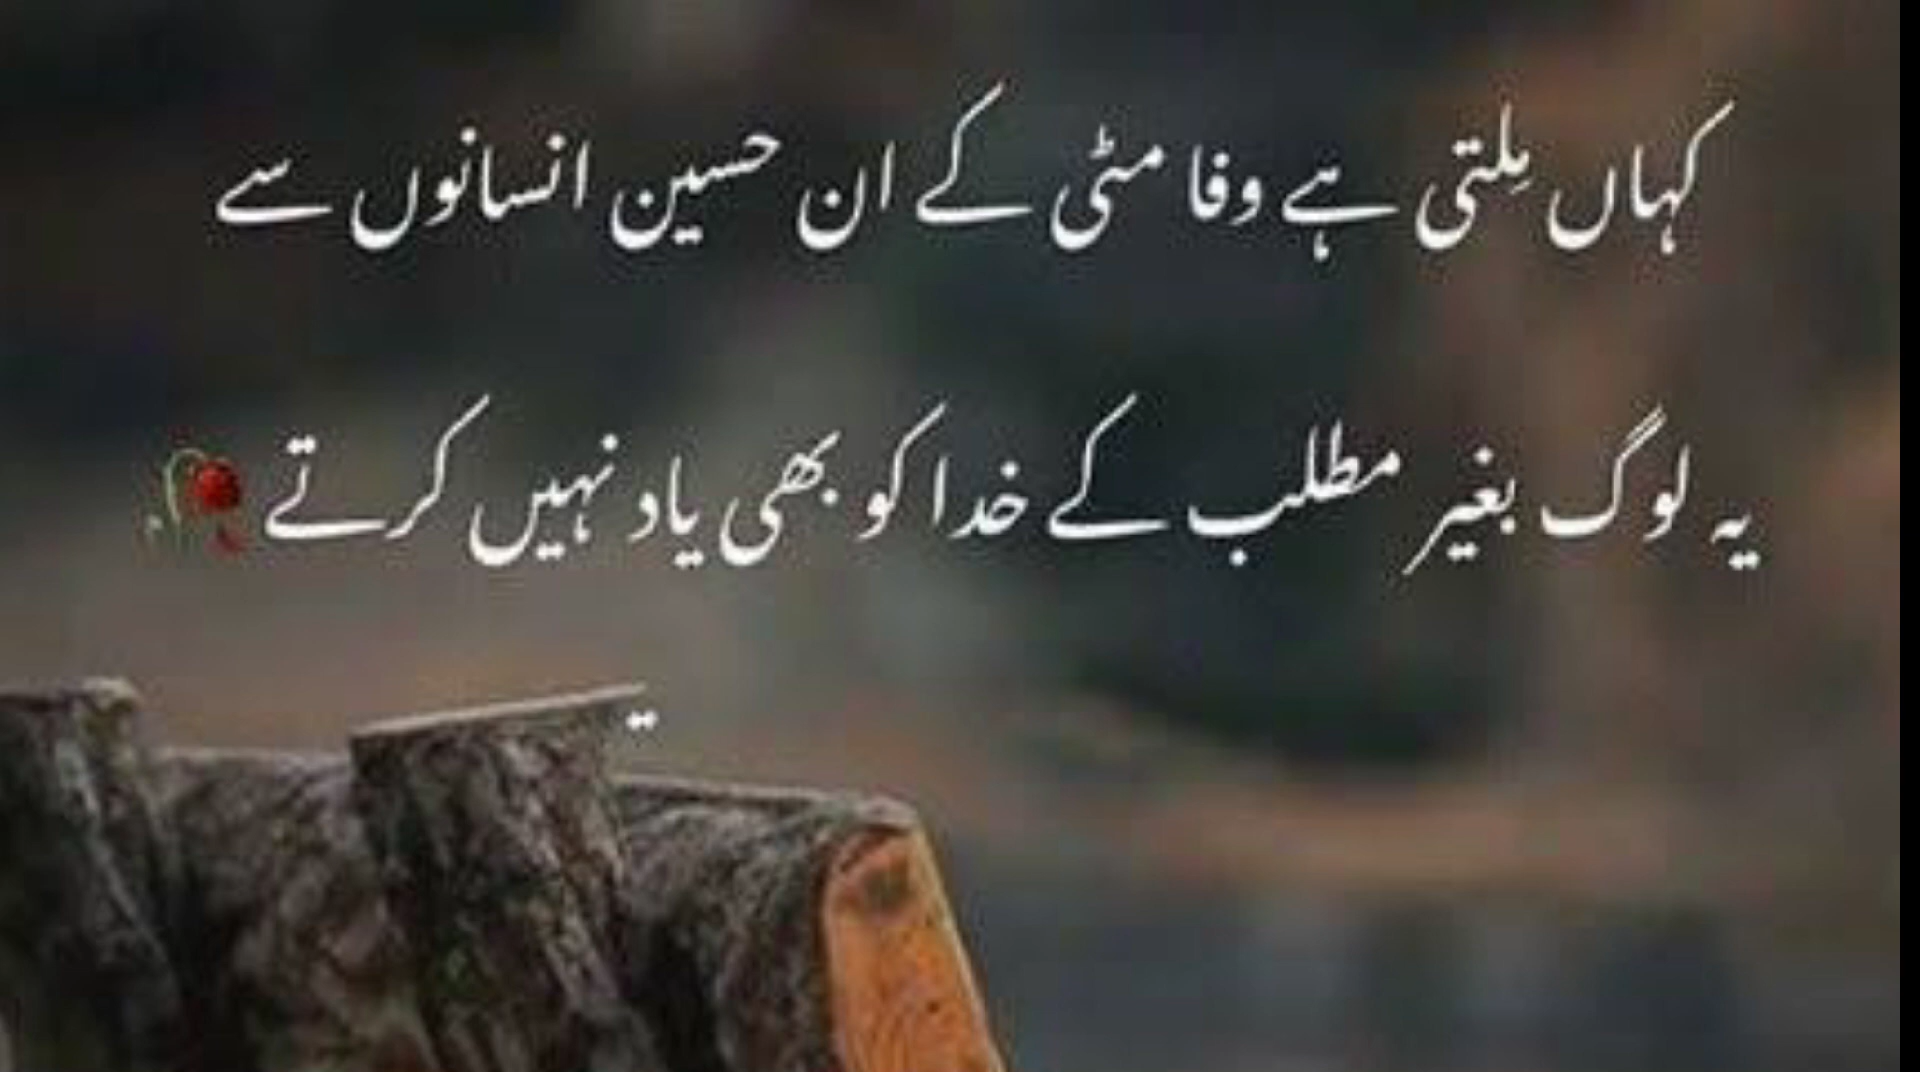 کہاں مِلتی ہے وفا مٹی کے ان حسین انسانوں سے
یہ لوگ بغیر مطلب کے خدا کو بھی یاد نہیں کرتے🥀